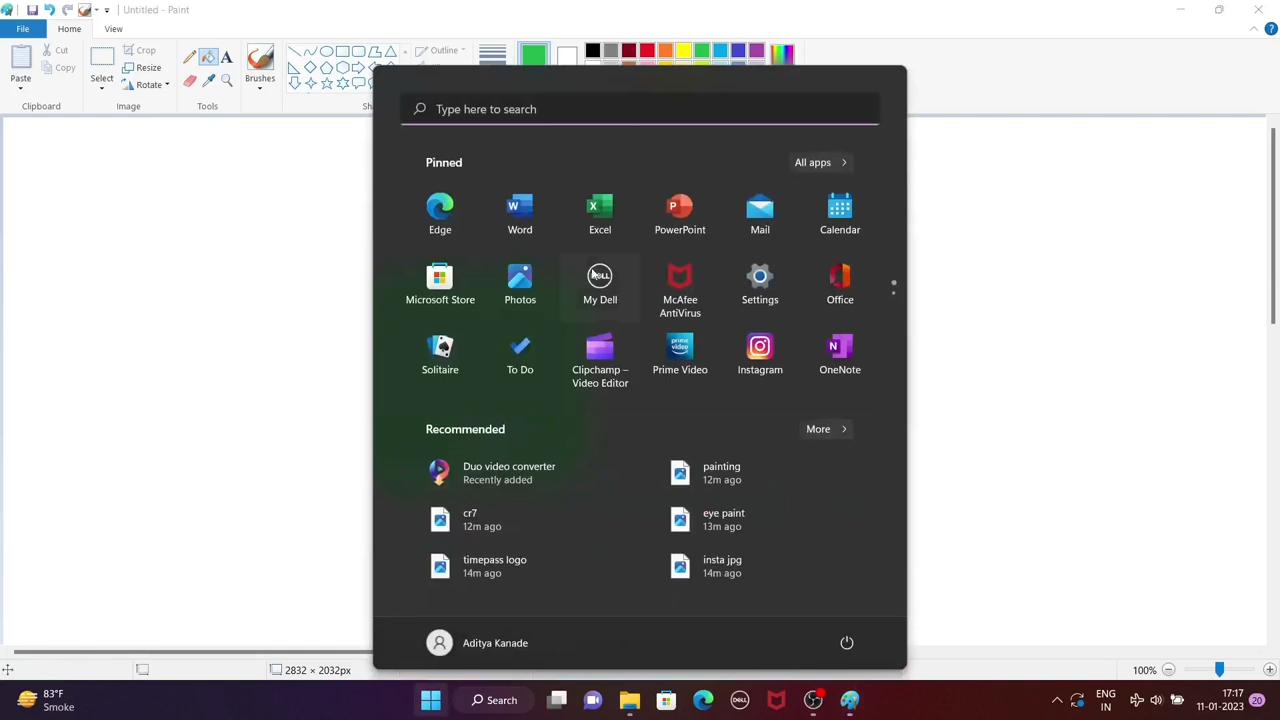 Untitled - Paint
File
Home
View
Paste
Cut
Copy
Clipboard
Select
Crop
Resize
Rotate
Image
A
Tools
Brushes
Outline
Type here to search
Pinned
All apps
Edge
Word
Excel
PowerPoint
Mail
Calendar
Microsoft Store
Photos
My Dell
McAfee
AntiVirus
Settings
Office
Solitaire
To Do
Clipchamp –
Video Editor
Prime Video
Instagram
OneNote
Recommended
More
Duo video converter
Recently added
painting
12m ago
cr7
12m ago
eye paint
13m ago
timepass logo
14m ago
insta jpg
14m ago
Aditya Kanade
2832 × 2032px
100%
83°F
Smoke
Search
DELL
ENG
IN
17:17
11-01-2023
20